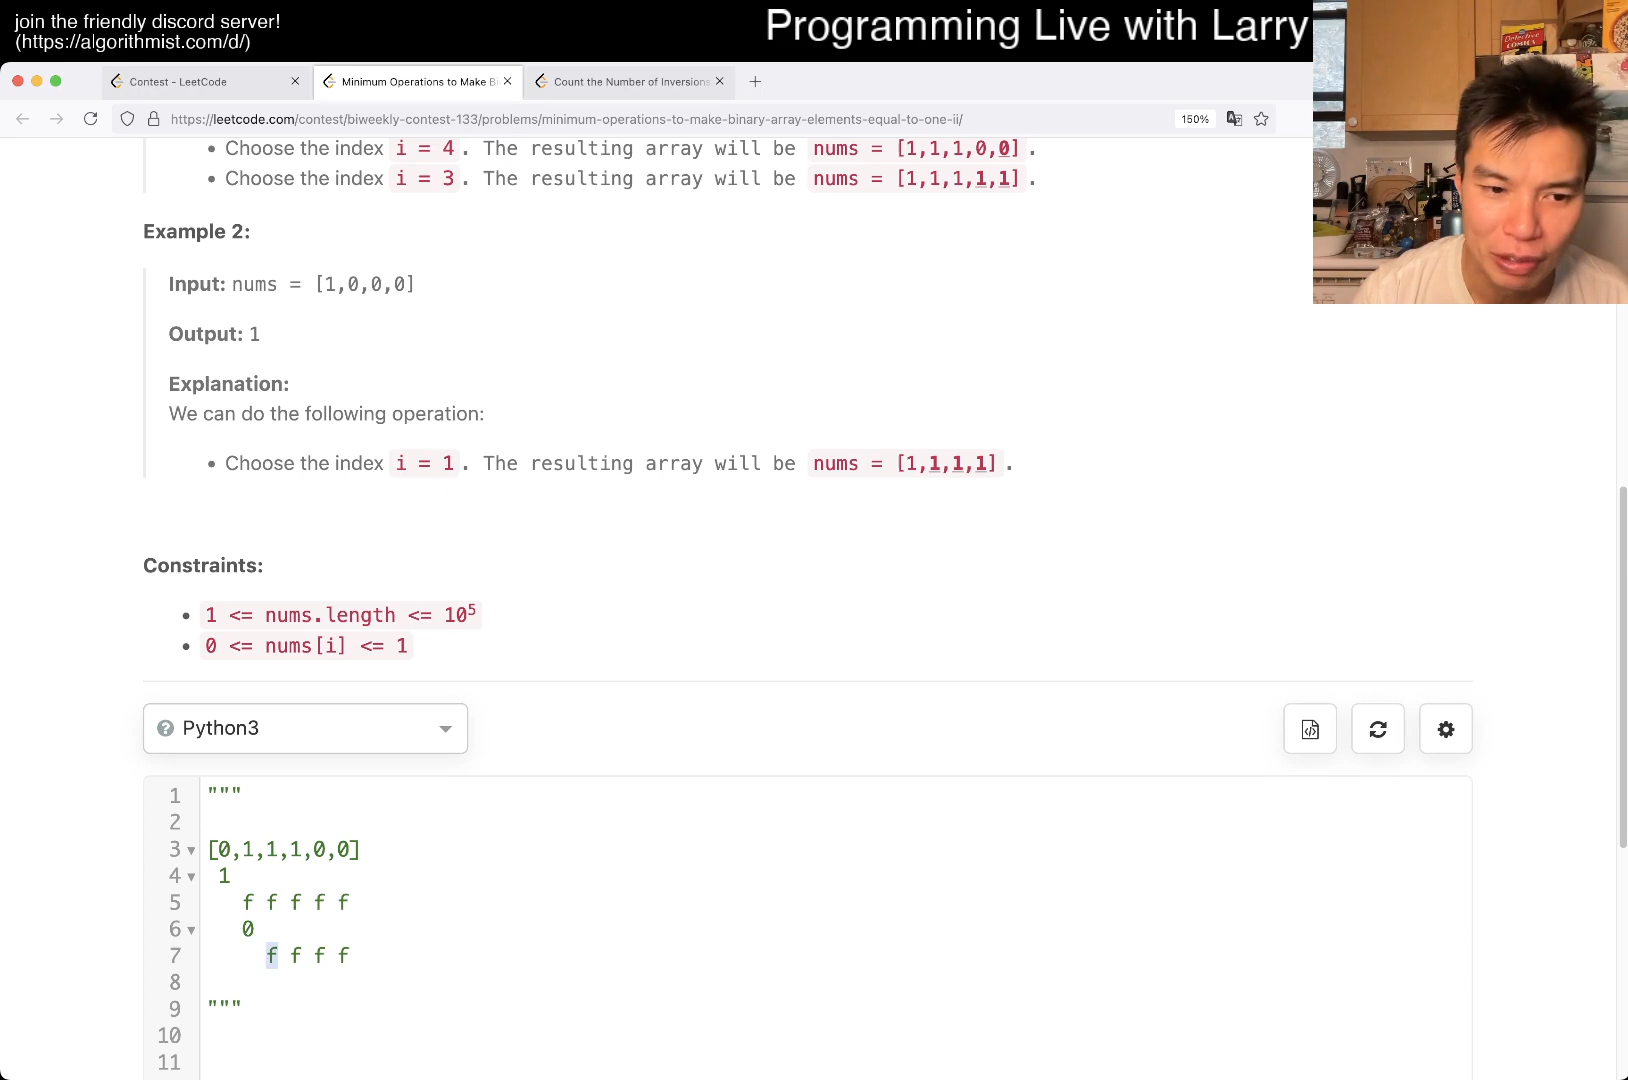 join the friendly discord server!
(https://algorithmist.com/d/)
Programming Live with Larry
Contest - LeetCode
Minimum Operations to Make Bi
Count the Number of Inversions
https://leetcode.com/contest/biweekly-contest-133/problems/minimum-operations-to-make-binary-array-elements-equal-to-one-ii/
150%
• Choose the index i = 4. The resulting array will be nums = [1,1,1,0,0].
• Choose the index i = 3. The resulting array will be nums = [1,1,1,1,1].
Example 2:
Input: nums = [1,0,0,0]
Output: 1
Explanation:
We can do the following operation:
• Choose the index i = 1. The resulting array will be nums = [1,1,1,1].
Constraints:
• 1 <= nums.length <= 10⁵
• 0 <= nums[i] <= 1
Python3
1 """
2
3 [0,1,1,1,0,0]
4 1
5 f f f f f
6 0
7 f f f f
8
9 """
10
11
Detective
COMICS